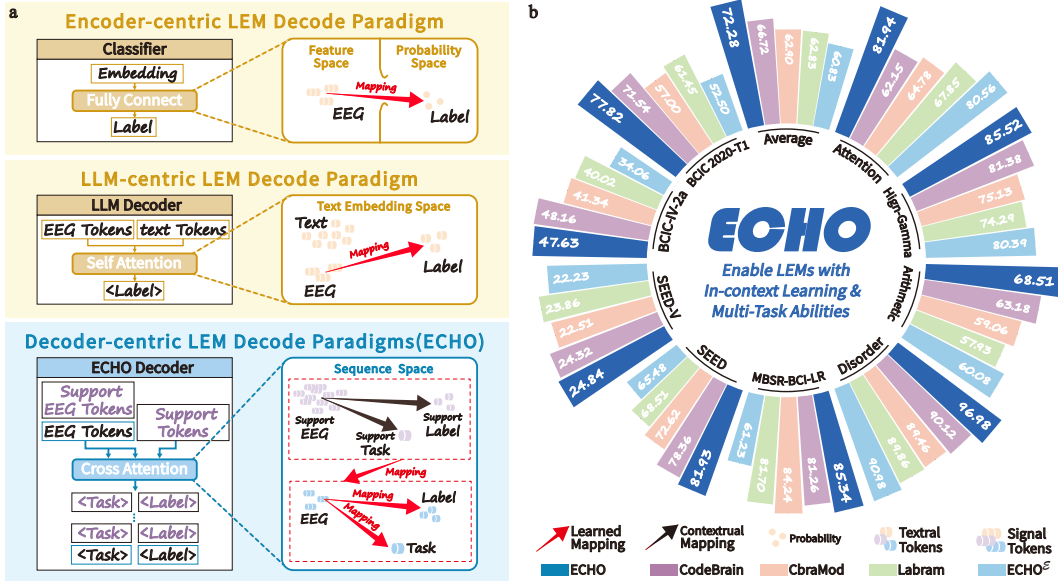 a
Encoder-centric LEM Decode Paradigm
Classifier
Embedding
Fully Connect
Label
Feature Space
Probability Space
Mapping
EEG
Label
LLM-centric LEM Decode Paradigm
LLM Decoder
EEG Tokens
text Tokens
Self Attention
<Label>
Text Embedding Space
Text
Mapping
Label
EEG
Decoder-centric LEM Decode Paradigms(ECHO)
ECHO Decoder
Support
EEG Tokens
EEG Tokens
Support
Tokens
Cross Attention
<Task>
<Label>
<Task>
<Label>
<Task>
<Label>
Sequence Space
Support
EEG
Support
Label
Support
Task
Mapping
Mapping
Mapping
EEG
Label
Task
b
ECHO
Enable LEMs with
In-context Learning &
Multi-Task Abilities
Average
72.28
66.72
62.90
62.83
60.83
Attention
81.94
62.15
64.78
67.85
80.56
Hign-Gamma
85.52
81.38
75.13
74.29
80.39
Arithmetic
68.51
63.18
59.06
57.93
60.08
Disorder
96.98
90.12
89.46
89.86
90.98
MBSR-BCI-LR
85.34
81.26
84.24
81.70
61.23
SEED
81.93
78.36
72.62
68.51
65.48
SEED-V
24.84
24.32
22.51
23.86
22.23
BCIC-IV-2a
47.63
48.16
41.34
40.02
34.06
BCIC 2020-T1
77.82
71.54
57.00
61.45
52.50
Learned
Mapping
Contextrual
Mapping
Probability
Textral
Tokens
Signal
Tokens
ECHO
CodeBrain
CbraMod
Labram
ECHOℰ